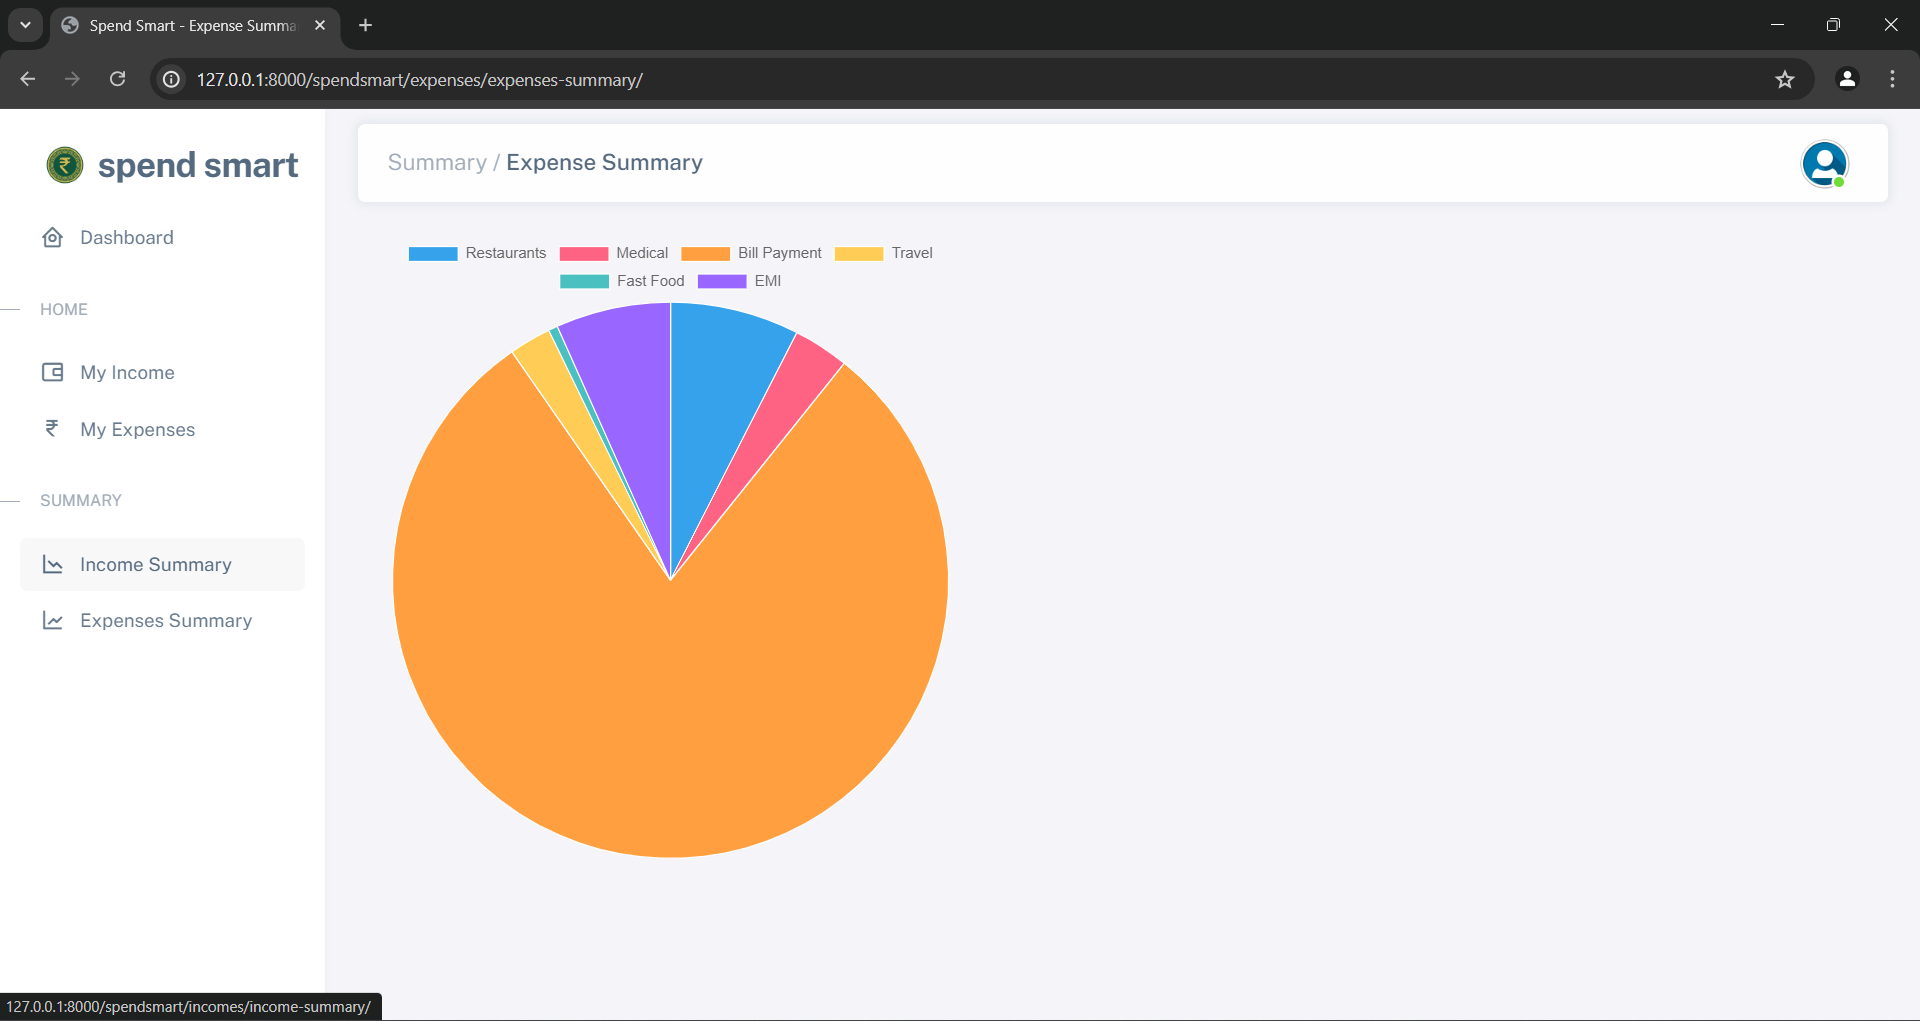 Spend Smart - Expense Summa
127.0.0.1:8000/spendsmart/expenses/expenses-summary/
spend smart
Dashboard
HOME
My Income
₹ My Expenses
SUMMARY
Income Summary
Expenses Summary
Summary / Expense Summary
Restaurants Medical Bill Payment Travel
Fast Food EMI
127.0.0.1:8000/spendsmart/incomes/income-summary/